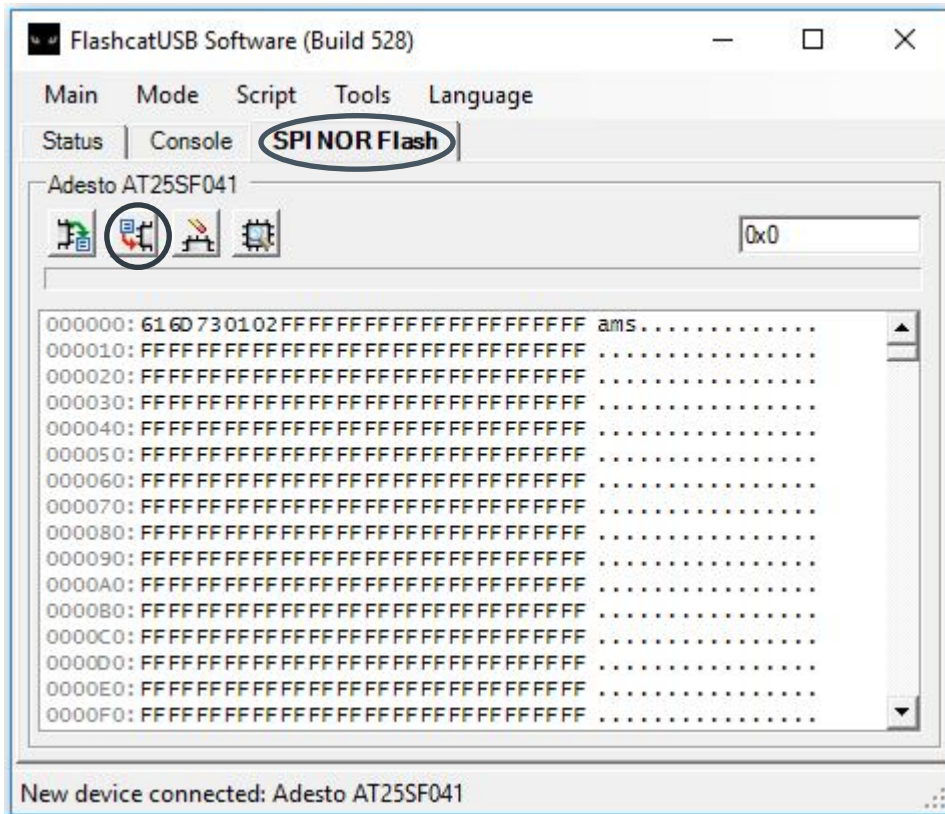 FlashcatUSB Software (Build 528)
Main Mode Script Tools Language
Status Console SPI NOR Flash
Adesto AT25SF041
0x0
000000:616D730102FFFFFFFFFFFFFFFFFFFFFF ams.............
000010:FFFFFFFFFFFFFFFFFFFFFFFFFFFFFFFF ................
000020:FFFFFFFFFFFFFFFFFFFFFFFFFFFFFFFF ................
000030:FFFFFFFFFFFFFFFFFFFFFFFFFFFFFFFF ................
000040:FFFFFFFFFFFFFFFFFFFFFFFFFFFFFFFF ................
000050:FFFFFFFFFFFFFFFFFFFFFFFFFFFFFFFF ................
000060:FFFFFFFFFFFFFFFFFFFFFFFFFFFFFFFF ................
000070:FFFFFFFFFFFFFFFFFFFFFFFFFFFFFFFF ................
000080:FFFFFFFFFFFFFFFFFFFFFFFFFFFFFFFF ................
000090:FFFFFFFFFFFFFFFFFFFFFFFFFFFFFFFF ................
0000A0:FFFFFFFFFFFFFFFFFFFFFFFFFFFFFFFF ................
0000B0:FFFFFFFFFFFFFFFFFFFFFFFFFFFFFFFF ................
0000C0:FFFFFFFFFFFFFFFFFFFFFFFFFFFFFFFF ................
0000D0:FFFFFFFFFFFFFFFFFFFFFFFFFFFFFFFF ................
0000E0:FFFFFFFFFFFFFFFFFFFFFFFFFFFFFFFF ................
0000F0:FFFFFFFFFFFFFFFFFFFFFFFFFFFFFFFF ................
New device connected: Adesto AT25SF041